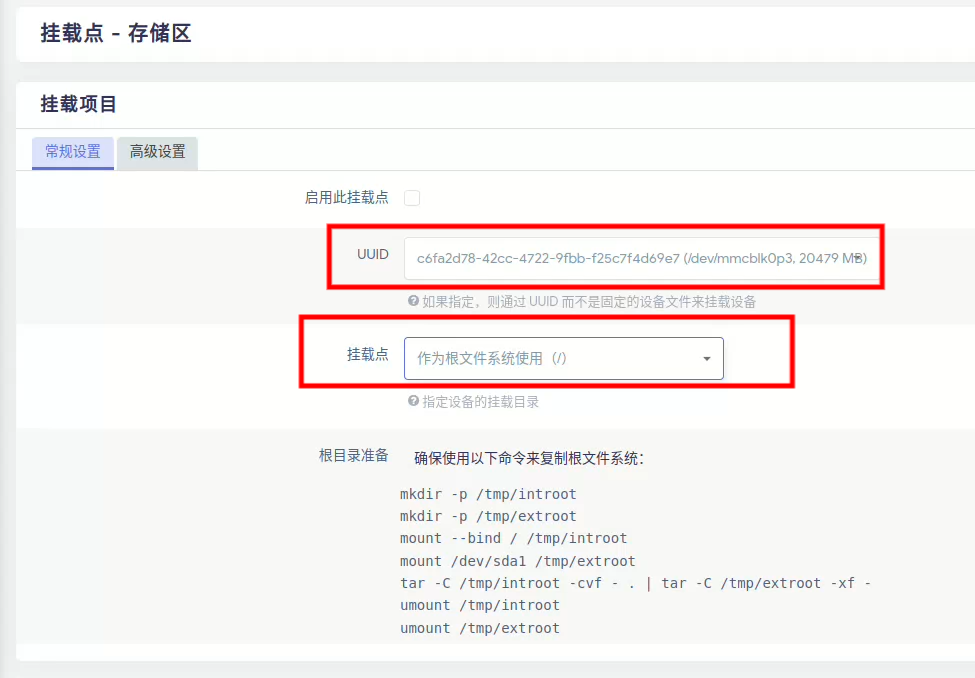 挂载点 - 存储区
挂载项目
常规设置 高级设置
启用此挂载点
UUID c6fa2d78-42cc-4722-9fbb-f25c7f4d69e7 (/dev/mmcblk0p3, 20479 MB)
如果指定，则通过 UUID 而不是固定的设备文件来挂载设备
挂载点 作为根文件系统使用（/）
指定设备的挂载目录
根目录准备 确保使用以下命令来复制根文件系统：
mkdir -p /tmp/introot
mkdir -p /tmp/extroot
mount --bind / /tmp/introot
mount /dev/sda1 /tmp/extroot
tar -C /tmp/introot -cvf - . | tar -C /tmp/extroot -xf -
umount /tmp/introot
umount /tmp/extroot